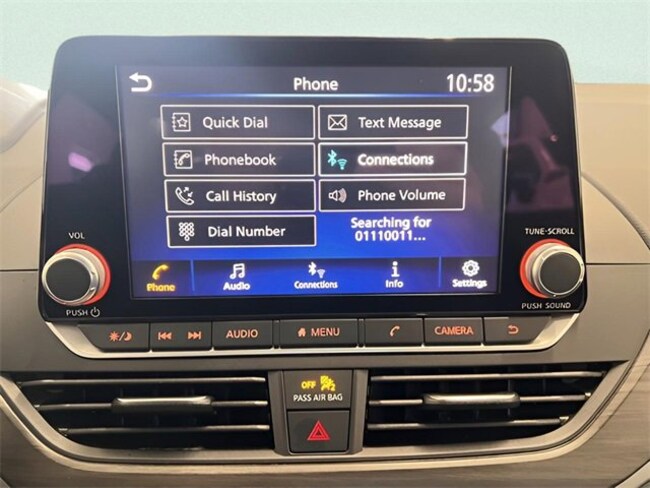 Phone
10:58
Quick Dial
Text Message
Phonebook
Connections
Call History
Phone Volume
Dial Number
Searching for
01110011...
Phone
Audio
Connections
Info
Settings
VOL
PUSH
TUNE-SCROLL
PUSH SOUND
AUDIO
MENU
CAMERA
OFF
2
PASS AIR BAG